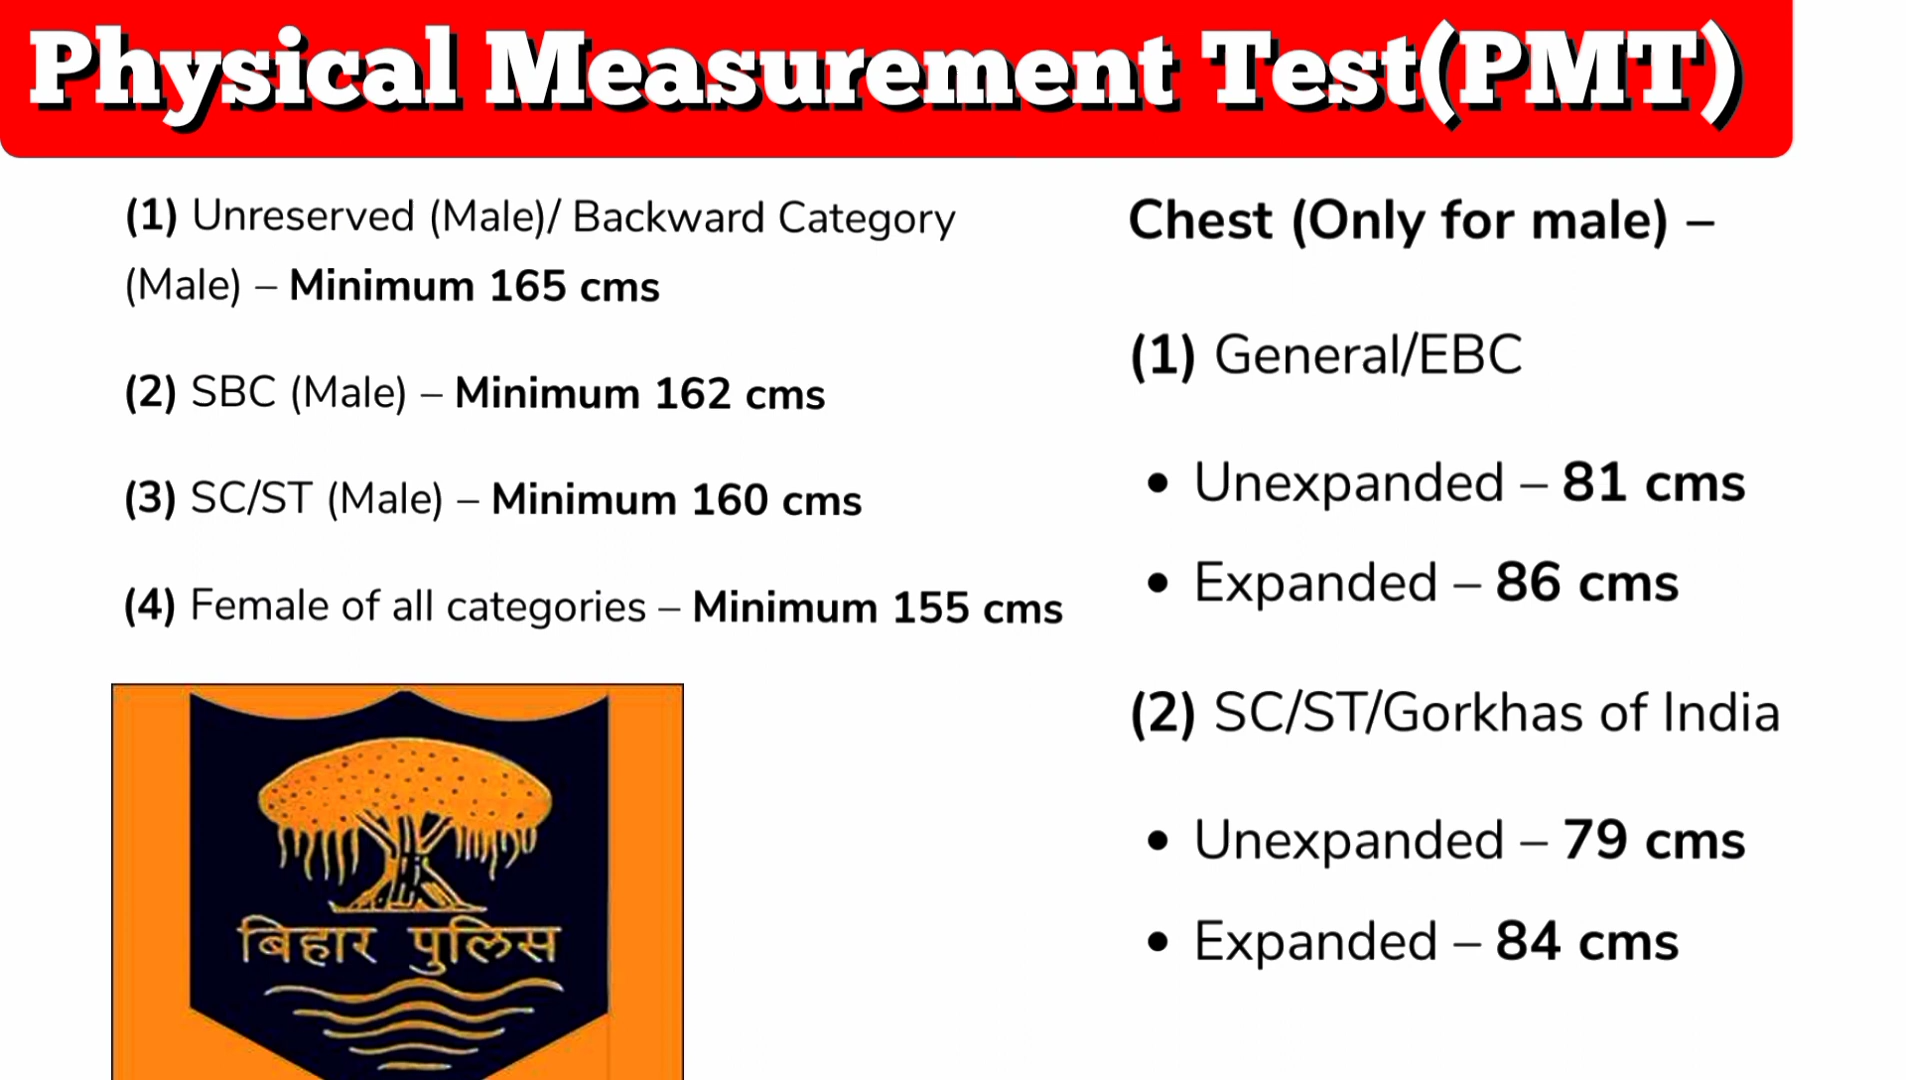 Physical Measurement Test(PMT)
(1) Unreserved (Male)/ Backward Category
(Male) – Minimum 165 cms
(2) SBC (Male) – Minimum 162 cms
(3) SC/ST (Male) – Minimum 160 cms
(4) Female of all categories – Minimum 155 cms
बिहार पुलिस
Chest (Only for male) –
(1) General/EBC
• Unexpanded – 81 cms
• Expanded – 86 cms
(2) SC/ST/Gorkhas of India
• Unexpanded – 79 cms
• Expanded – 84 cms